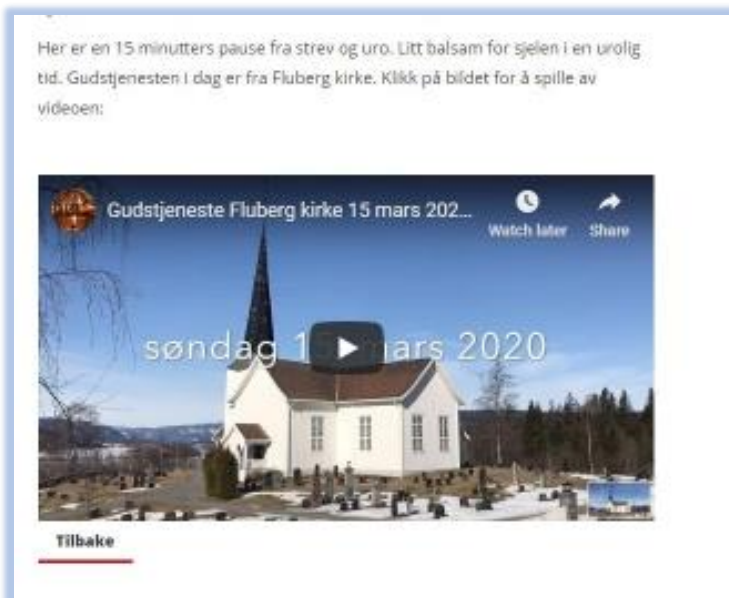 Her er en 15 minutters pause fra strev og uro. Litt balsam for sjelen i en urolig
tid. Gudstjenesten i dag er fra Fluberg kirke. Klikk på bildet for å spille av
videoen:
Gudstjeneste Fluberg kirke 15 mars 202...
Watch later
Share
søndag 1 ars 2020
Tilbake